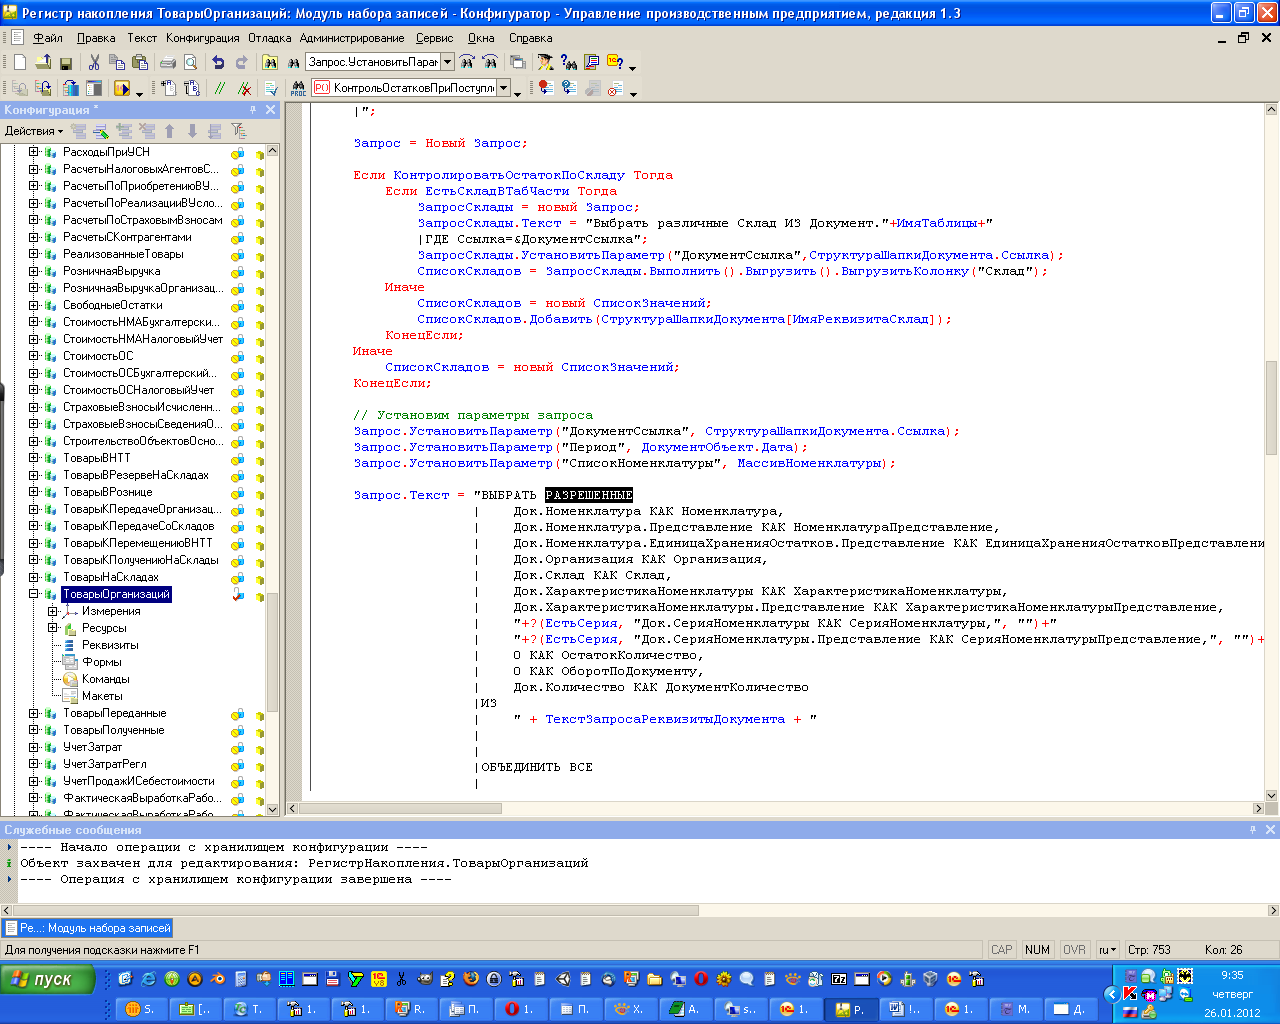 Регистр накопления ТоварыОрганизаций: Модуль набора записей - Конфигуратор - Управление производственным предприятием, редакция 1.3
Файл Правка Текст Конфигурация Отладка Администрирование Сервис Окна Справка
Запрос.УстановитьПарам
КонтрольОстатковПриПоступл
Конфигурация *
Действия
РасходыПриУСН
РасчетыНалоговыхАгентовС...
РасчетыПоПриобретениюВУ...
РасчетыПоРеализацииВУсло...
РасчетыПоСтраховымВзносам
РасчетыСКонтрагентами
РеализованныеТовары
РозничнаяВыручка
РозничнаяВыручкаОрганизац...
СвободныеОстатки
СтоимостьНМАБухгалтерски...
СтоимостьНМАНалоговыйУчет
СтоимостьОС
СтоимостьОСБухгалтерский...
СтоимостьОСНалоговыйУчет
СтраховыеВзносыИсчисленн...
СтраховыеВзносыСведенияО...
СтроительствоОбъектовОсно...
ТоварыВНТТ
ТоварыВРезервеНаСкладах
ТоварыВРознице
ТоварыКПередачеОрганизац...
ТоварыКПередачеСоСкладов
ТоварыКПеремещениюВНТТ
ТоварыКПолучениюНаСклады
ТоварыНаСкладах
ТоварыОрганизаций
Измерения
Ресурсы
Реквизиты
Формы
Команды
Макеты
ТоварыПереданные
ТоварыПолученные
УчетЗатрат
УчетЗатратРегл
УчетПродажИСебестоимости
ФактическаяВыработкаРабо...
ФактическаяВыработкаРабо...
|";
Запрос = Новый Запрос;
Если КонтролироватьОстатокПоСкладу Тогда
Если ЕстьСкладВТабЧасти Тогда
ЗапросСклады = новый Запрос;
ЗапросСклады.Текст = "Выбрать различные Склад ИЗ Документ."+ИмяТаблицы+"
|ГДЕ Ссылка=&ДокументСсылка";
ЗапросСклады.УстановитьПараметр("ДокументСсылка",СтруктураШапкиДокумента.Ссылка);
СписокСкладов = ЗапросСклады.Выполнить().Выгрузить().ВыгрузитьКолонку("Склад");
Иначе
СписокСкладов = новый СписокЗначений;
СписокСкладов.Добавить(СтруктураШапкиДокумента[ИмяРеквизитаСклад]);
КонецЕсли;
Иначе
СписокСкладов = новый СписокЗначений;
КонецЕсли;
// Установим параметры запроса
Запрос.УстановитьПараметр("ДокументСсылка", СтруктураШапкиДокумента.Ссылка);
Запрос.УстановитьПараметр("Период", ДокументОбъект.Дата);
Запрос.УстановитьПараметр("СписокНоменклатуры", МассивНоменклатуры);
Запрос.Текст = "ВЫБРАТЬ РАЗРЕШЕННЫЕ
| Док.Номенклатура КАК Номенклатура,
| Док.Номенклатура.Представление КАК НоменклатураПредставление,
| Док.Номенклатура.ЕдиницаХраненияОстатков.Представление КАК ЕдиницаХраненияОстатковПредставлени
| Док.Организация КАК Организация,
| Док.Склад КАК Склад,
| Док.ХарактеристикаНоменклатуры КАК ХарактеристикаНоменклатуры,
| Док.ХарактеристикаНоменклатуры.Представление КАК ХарактеристикаНоменклатурыПредставление,
| "+?(ЕстьСерия, "Док.СерияНоменклатуры КАК СерияНоменклатуры,", "")+"
| "+?(ЕстьСерия, "Док.СерияНоменклатуры.Представление КАК СерияНоменклатурыПредставление,", "")+
| 0 КАК ОстатокКоличество,
| 0 КАК ОборотПоДокументу,
| Док.Количество КАК ДокументКоличество
|ИЗ
| " + ТекстЗапросаРеквизитыДокумента + "
|
|
|ОБЪЕДИНИТЬ ВСЕ
|
Служебные сообщения
---- Начало операции с хранилищем конфигурации ----
Объект захвачен для редактирования: РегистрНакопления.ТоварыОрганизаций
---- Операция с хранилищем конфигурации завершена ----
Ре...: Модуль набора записей
Для получения подсказки нажмите F1 CAP NUM OVR ru Стр: 753 Кол: 26
пуск
9:35
четверг
26.01.2012
S. [.. Т. 1. 1. R. П. 1. П. Х. А. s.. 1. Р. !.. 1. М. Д.